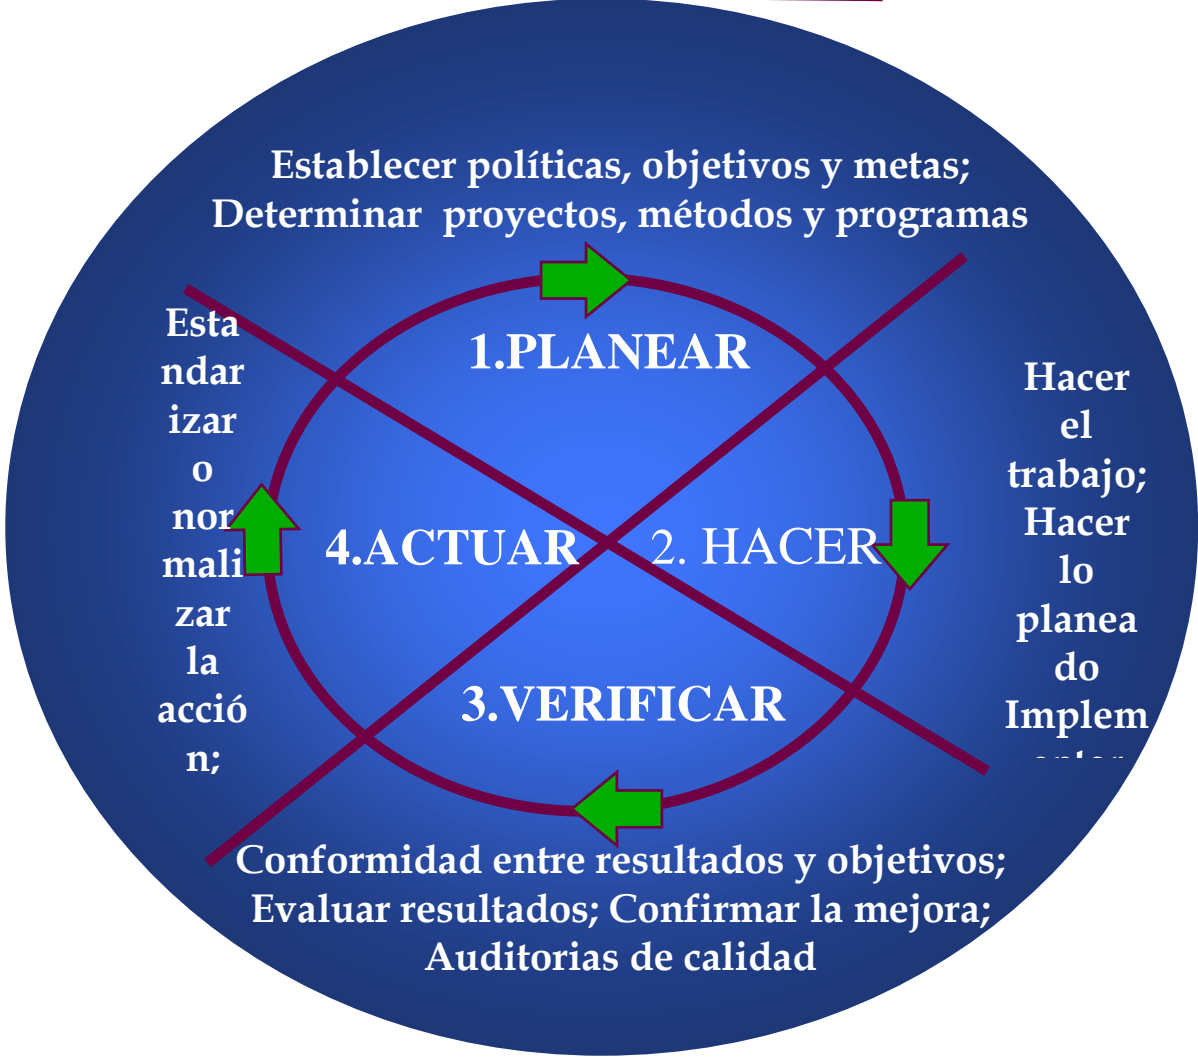 Establecer políticas, objetivos y metas;
Determinar proyectos, métodos y programas
1.PLANEAR
Esta
ndar
izar
o
nor
mali
zar
la
acció
n;
4.ACTUAR
2. HACER
Hacer
el
trabajo;
Hacer
lo
planea
do
Implem
3.VERIFICAR
Conformidad entre resultados y objetivos;
Evaluar resultados; Confirmar la mejora;
Auditorias de calidad